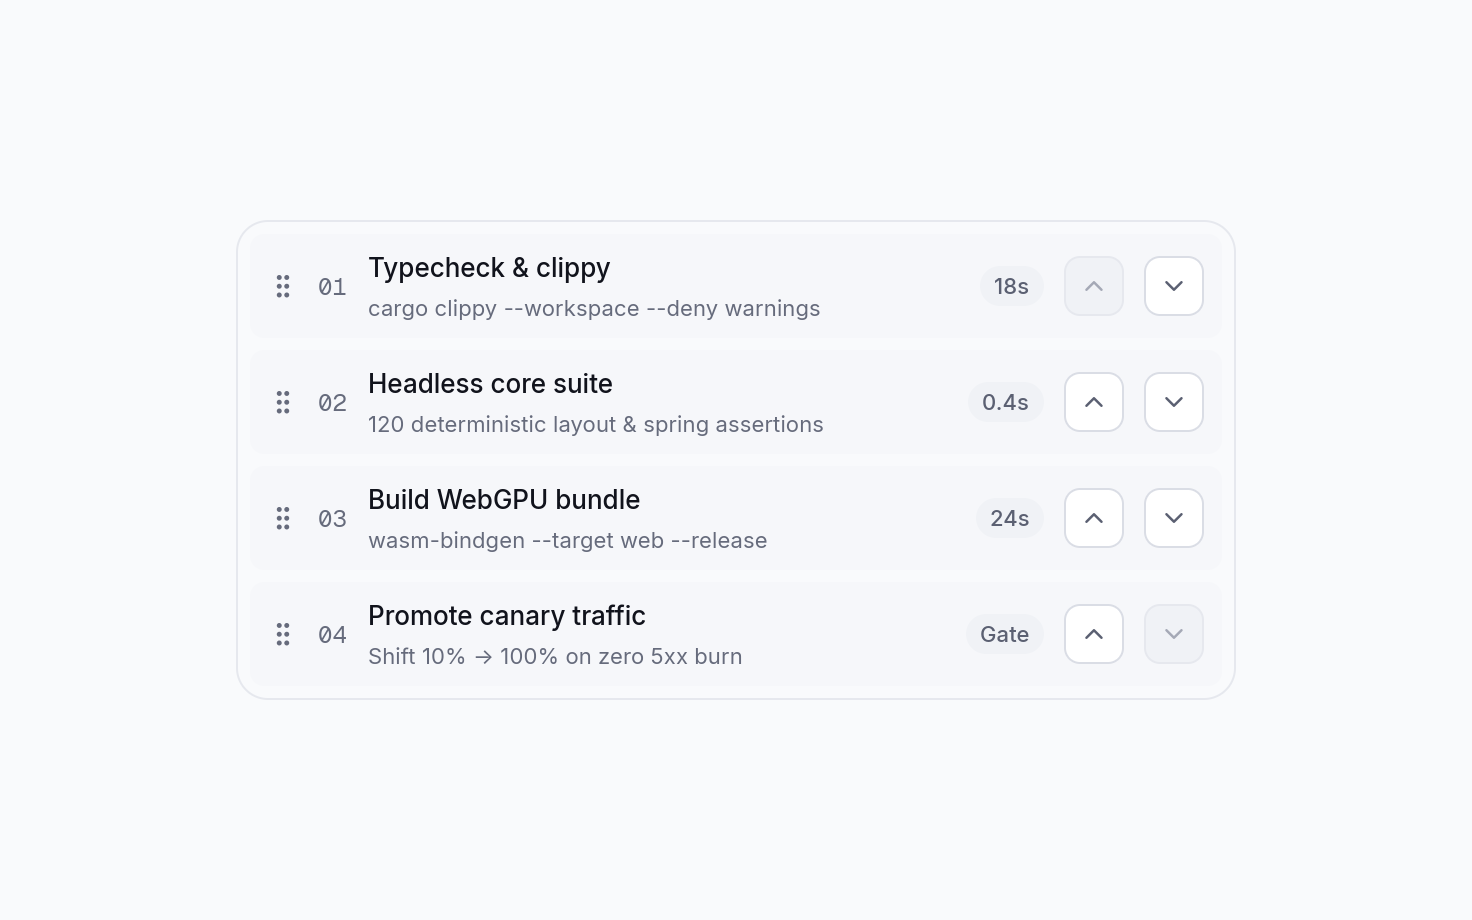 01 Typecheck & clippy 18s
cargo clippy --workspace --deny warnings
02 Headless core suite 0.4s
120 deterministic layout & spring assertions
03 Build WebGPU bundle 24s
wasm-bindgen --target web --release
04 Promote canary traffic Gate
Shift 10% → 100% on zero 5xx burn